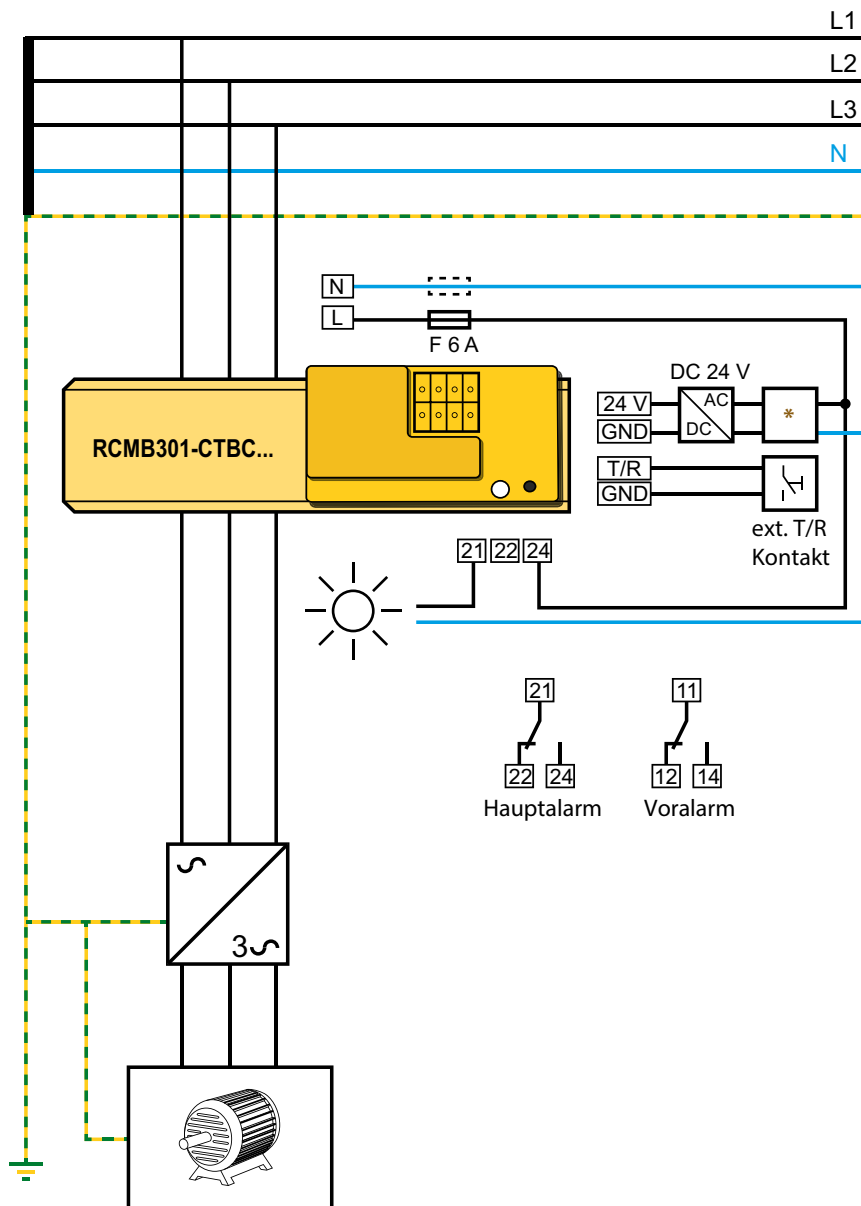 L1
L2
L3
N
N
L
F 6 A
DC 24 V
24 V
AC
*
GND
DC
RCMB301-CTBC...
T/R
GND
ext. T/R
Kontakt
21 22 24
21
11
22 24
12 14
Hauptalarm
Voralarm
3